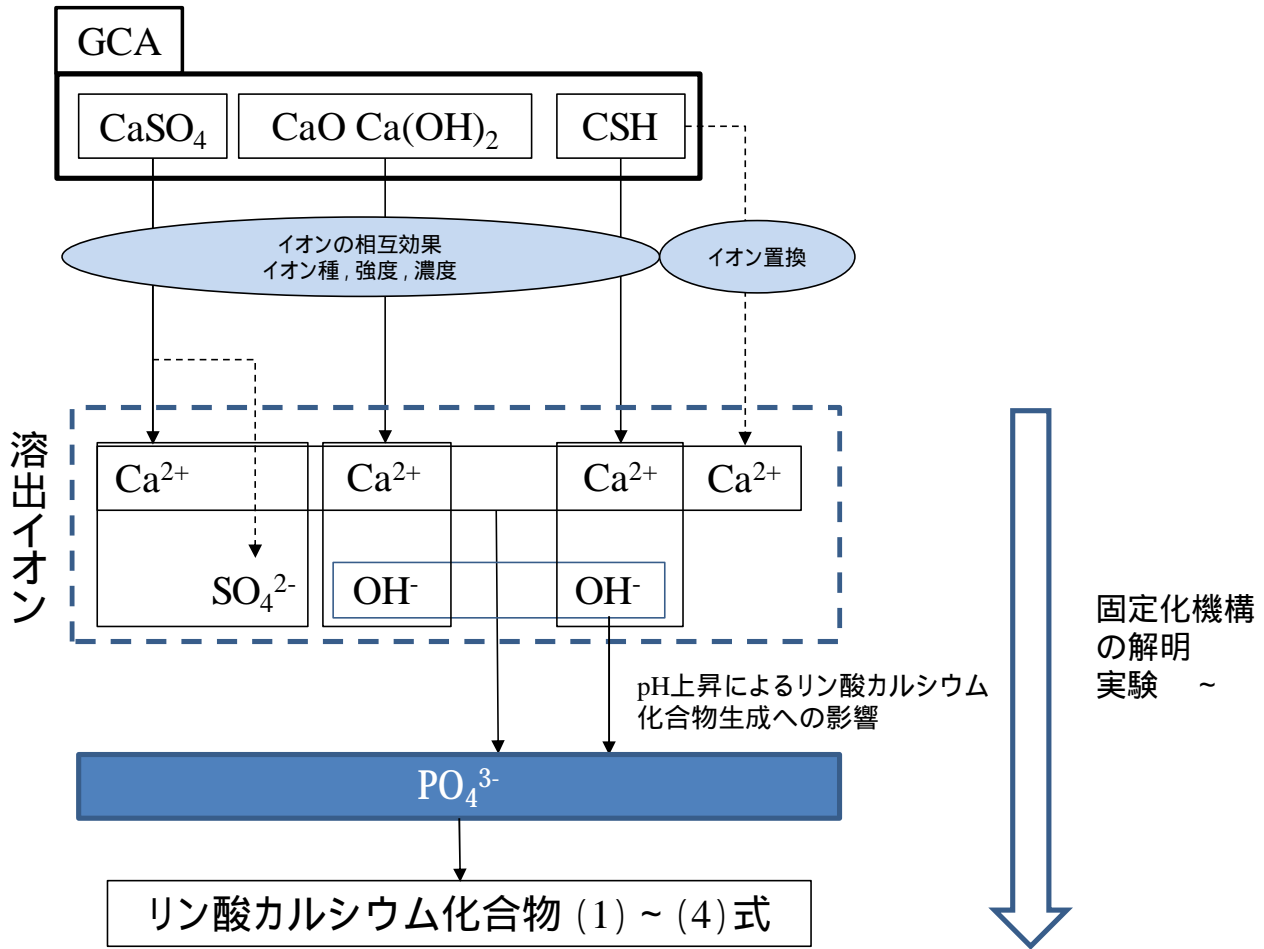 GCA
CaSO₄
CaO Ca(OH)₂
CSH
イオンの相互効果
イオン種 , 強度 , 濃度
イオン置換
溶出イオン
Ca²⁺
Ca²⁺
Ca²⁺
Ca²⁺
SO₄²⁻
OH⁻
OH⁻
pH上昇によるリン酸カルシウム
化合物生成への影響
固定化機構
の解明
実験 ~
PO₄³⁻
リン酸カルシウム化合物 (1) ~ (4)式